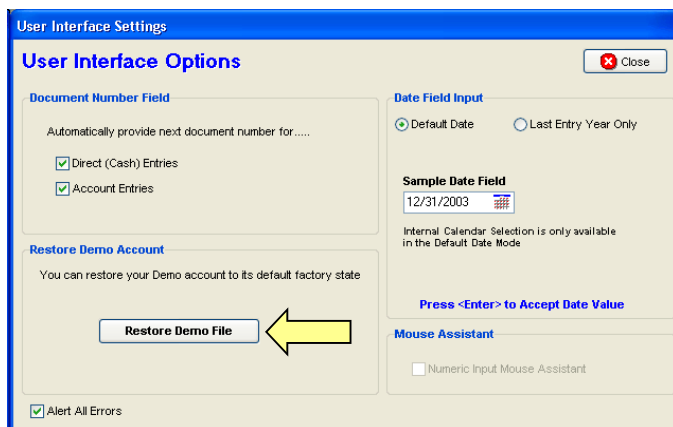 User Interface Settings
User Interface Options
Close
Document Number Field
Automatically provide next document number for.....
Direct (Cash) Entries
Account Entries
Restore Demo Account
You can restore your Demo account to its default factory state
Restore Demo File
Alert All Errors
Date Field Input
Default Date
Last Entry Year Only
Sample Date Field
12/31/2003
Internal Calendar Selection is only available
in the Default Date Mode
Press <Enter> to Accept Date Value
Mouse Assistant
Numeric Input Mouse Assistant